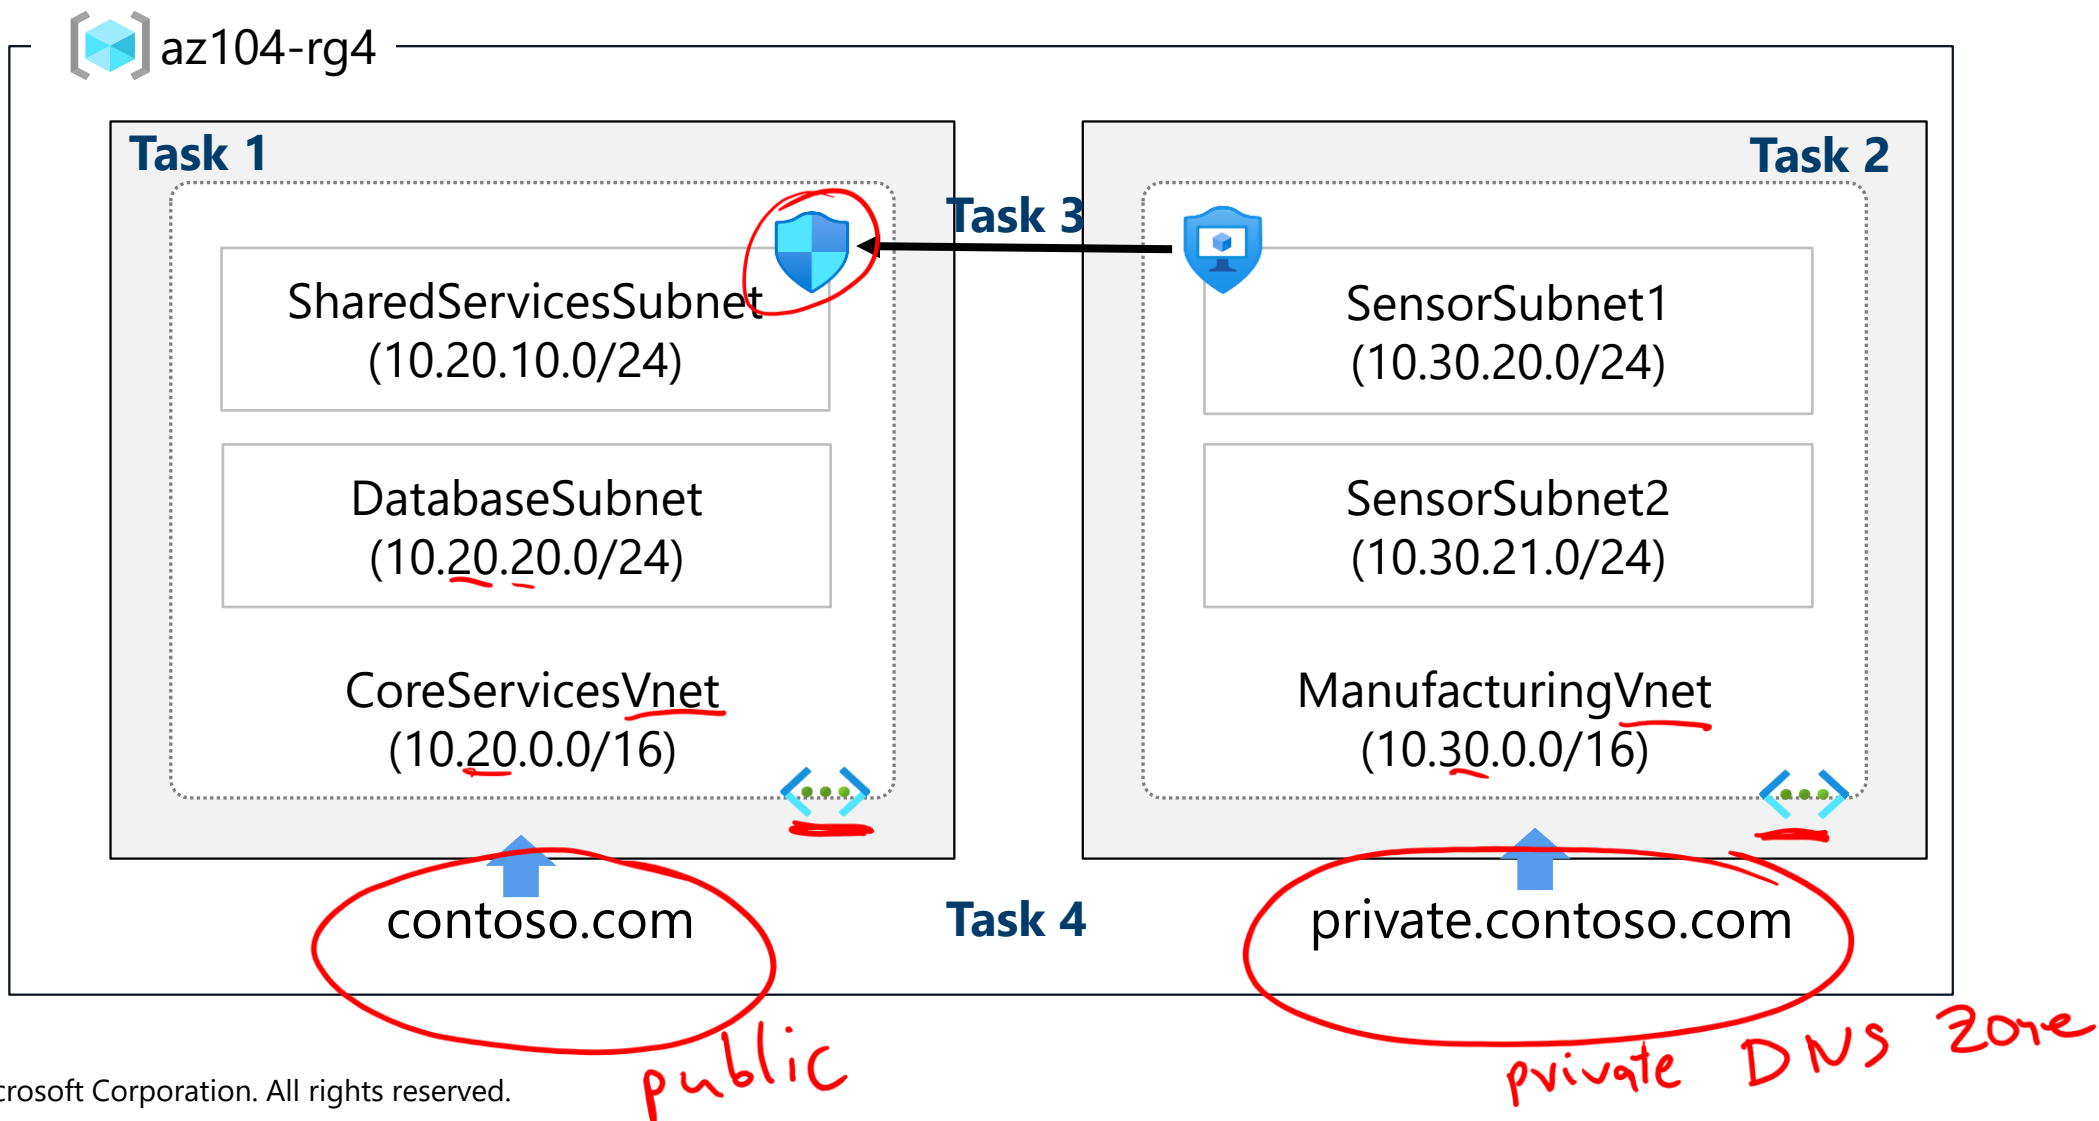 az104-rg4
Task 1
Task 2
Task 3
SharedServicesSubnet
(10.20.10.0/24)
SensorSubnet1
(10.30.20.0/24)
DatabaseSubnet
(10.20.20.0/24)
SensorSubnet2
(10.30.21.0/24)
CoreServicesVnet
(10.20.0.0/16)
ManufacturingVnet
(10.30.0.0/16)
contoso.com
Task 4
private.contoso.com
public
private DNS Zone
crosoft Corporation. All rights reserved.